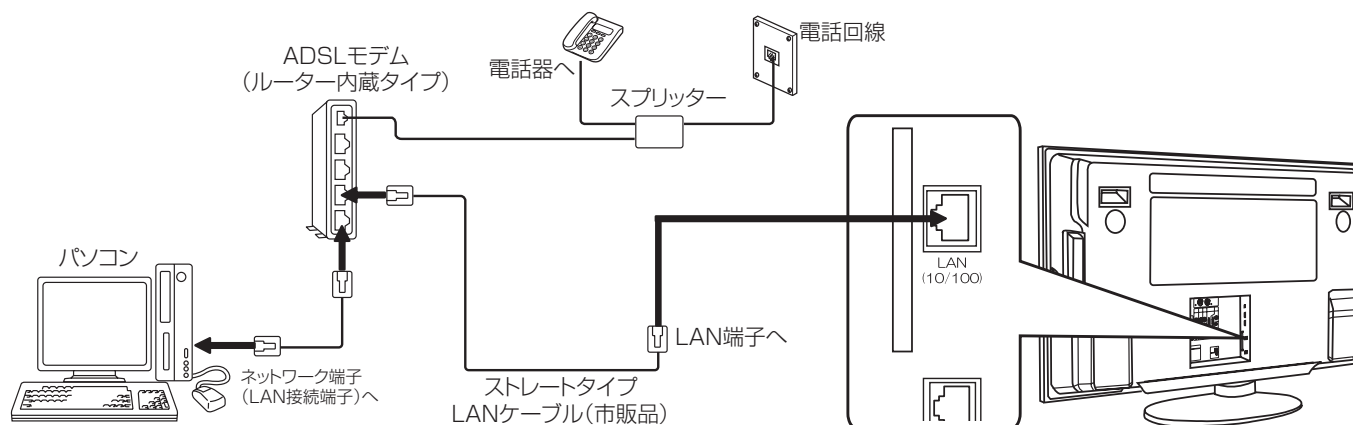 ADSLモデム
（ルーター内蔵タイプ）
電話器へ
スプリッター
電話回線
パソコン
LAN
(10/100)
LAN端子へ
ネットワーク端子
（LAN接続端子）へ
ストレートタイプ
LANケーブル（市販品）